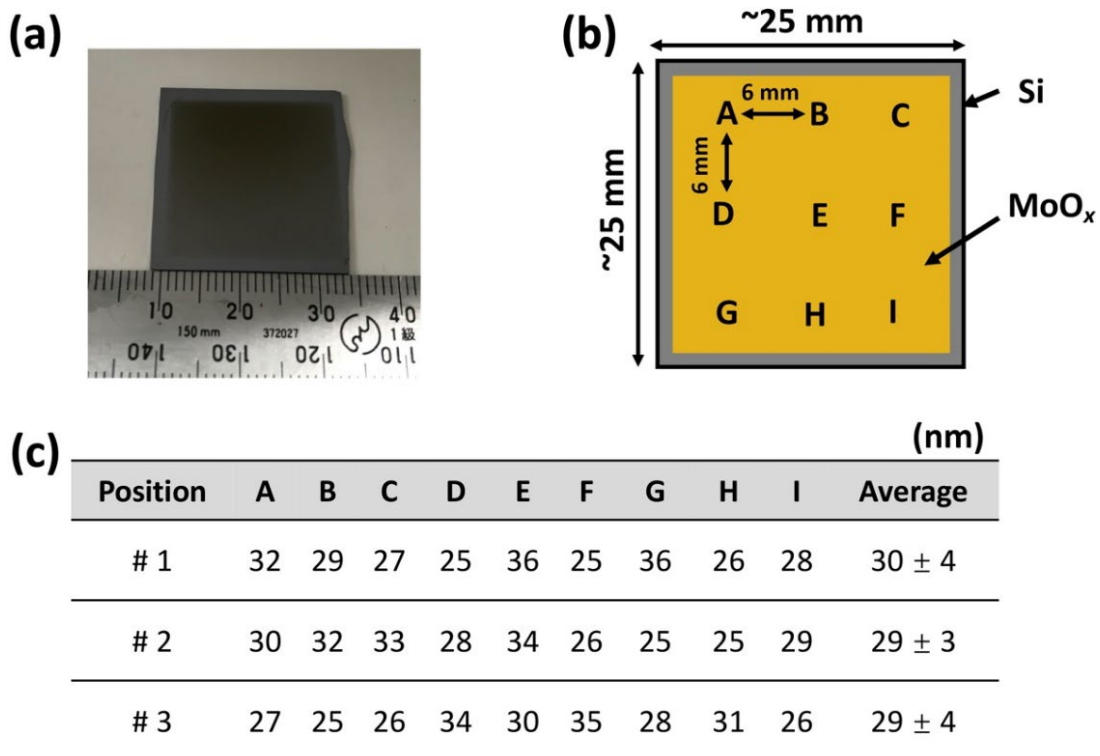 (a)
10 20 30 40
150 mm 372027 1級
140 130 120 110
(b)
~25 mm
~25 mm
Si
MoOx
A 6 mm B C
6 mm
D E F
G H I
(c)
(nm)
Position A B C D E F G H I Average
# 1 32 29 27 25 36 25 36 26 28 30 ± 4
# 2 30 32 33 28 34 26 25 25 29 29 ± 3
# 3 27 25 26 34 30 35 28 31 26 29 ± 4